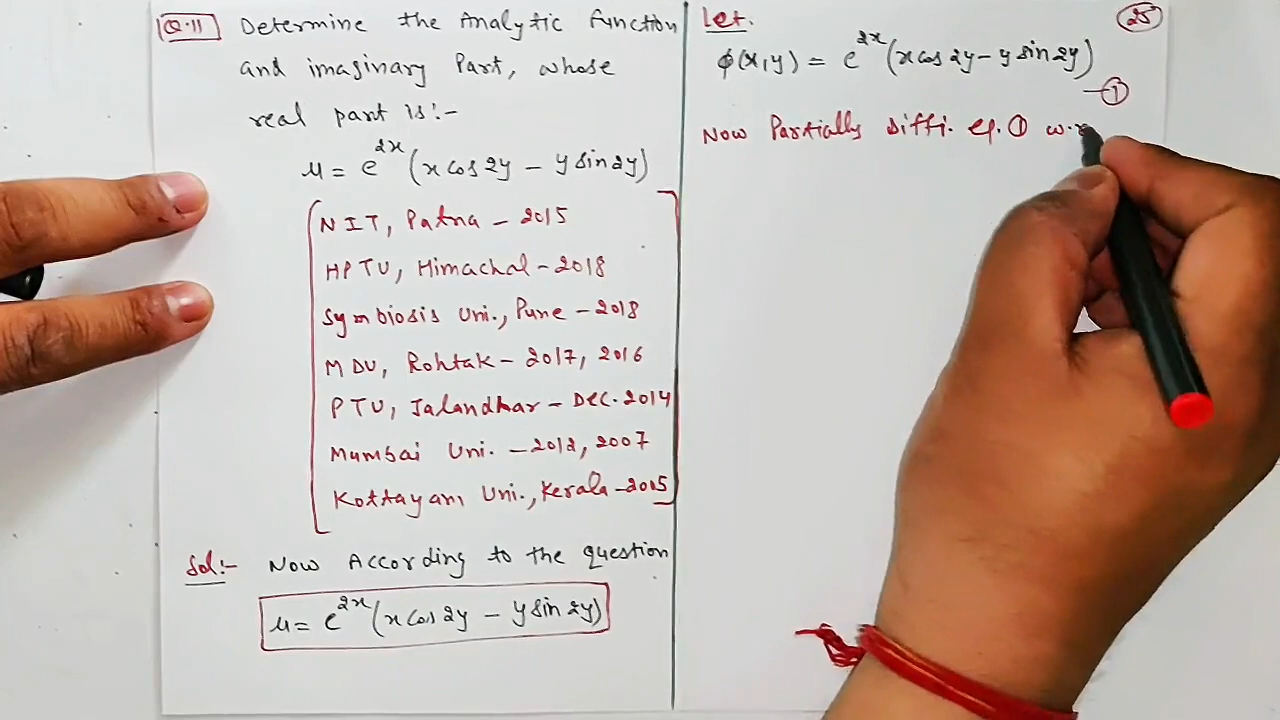 Q.11 Determine the Analytic function
and imaginary Part, whose
real part is:-
u = e^2x (x cos 2y - y sin 2y)
NIT, Patna - 2015
HPTU, Himachal - 2018
Symbiosis Uni., Pune - 2018
MDU, Rohtak - 2017, 2016
PTU, Jalandhar - Dec. 2014
Mumbai Uni. - 2012, 2007
Kottayam Uni., Kerala - 2005
Sol:- Now According to the question
u = e^2x (x cos 2y - y sin 2y)
Let.
25
ϕ(x,y) = e^2x (x cos 2y - y sin 2y)
-①
Now Partially diffi. eq. ① w.r